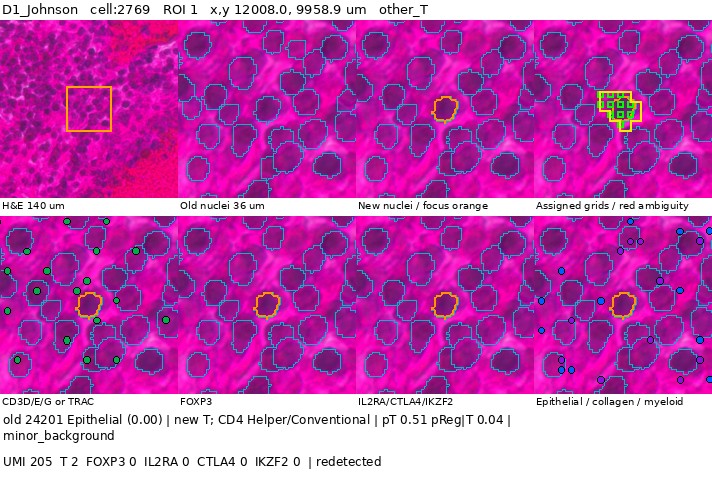 D1_Johnson cell:2769 ROI 1 x,y 12008.0, 9958.9 um other_T
H&E 140 um
Old nuclei 36 um
New nuclei / focus orange
Assigned grids / red ambiguity
CD3D/E/G or TRAC
FOXP3
IL2RA/CTLA4/IKZF2
Epithelial / collagen / myeloid
old 24201 Epithelial (0.00) | new T; CD4 Helper/Conventional | pT 0.51 pReg|T 0.04 |
minor_background
UMI 205 T 2 FOXP3 0 IL2RA 0 CTLA4 0 IKZF2 0 | redetected